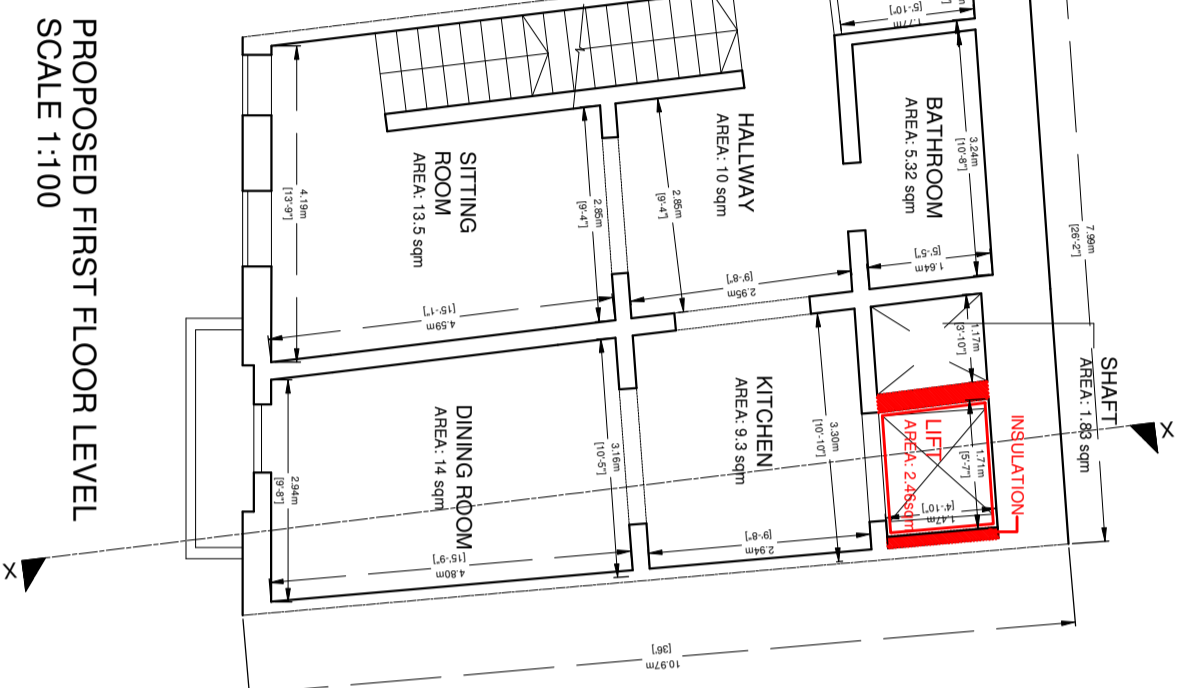 PROPOSED FIRST FLOOR LEVEL
SCALE 1:100
SITTING
ROOM
AREA: 13.5 sqm
4.19m
[13'-9"]
2.85m
[9'-4"]
4.59m
[15'-1"]
HALLWAY
AREA: 10 sqm
2.85m
[9'-4"]
2.95m
[9'-8"]
BATHROOM
AREA: 5.32 sqm
3.24m
[10'-8"]
1.64m
[5'-5"]
1.77m
[5'-10"]
7.99m
[26'-2"]
SHAFT
AREA: 1.83 sqm
1.17m
[3'-10"]
LIFT
AREA: 2.46sqm
1.71m
[5'-7"]
1.47m
[4'-10"]
INSULATION
KITCHEN
AREA: 9.3 sqm
3.30m
[10'-10"]
2.94m
[9'-8"]
DINING ROOM
AREA: 14 sqm
3.16m
[10'-5"]
2.94m
[9'-8"]
4.80m
[15'-9"]
10.97m
[36']
X
X